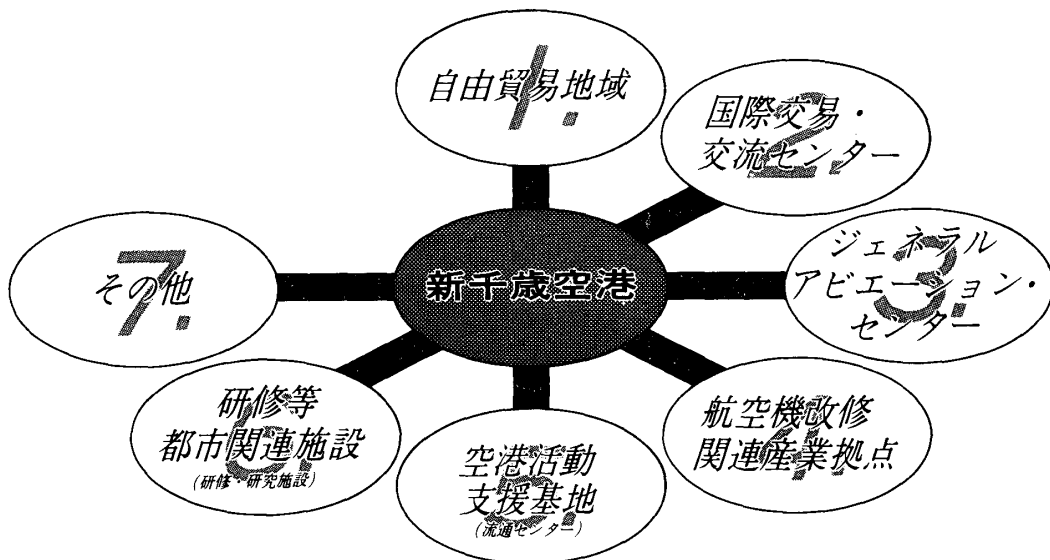 1.
自由貿易地域
2.
国際交易・
交流センター
3.
ジェネラル
アビエーション・
センター
4.
航空機改修
関連産業拠点
5.
空港活動
支援基地
(流通センター)
6.
研修等
都市関連施設
(研修・研究施設)
7.
その他
新千歳空港